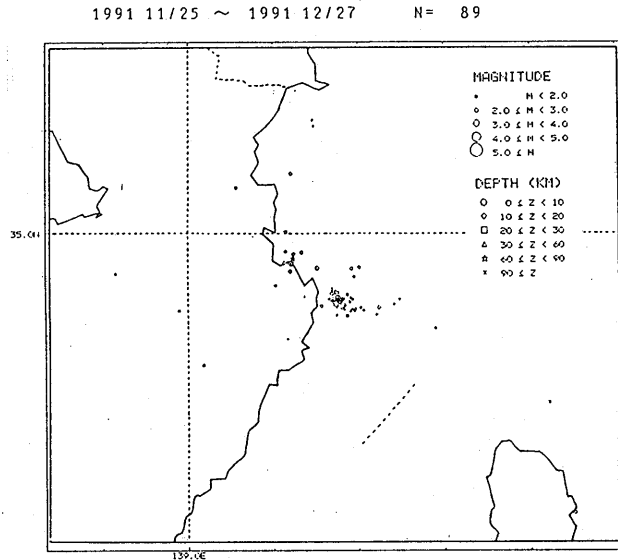 1991 11/25 ～ 1991 12/27 N= 89
MAGNITUDE
M < 2.0
2.0 ≤ M < 3.0
3.0 ≤ M < 4.0
4.0 ≤ M < 5.0
5.0 ≤ M
DEPTH (KM)
0 ≤ Z < 10
10 ≤ Z < 20
20 ≤ Z < 30
30 ≤ Z < 60
60 ≤ Z < 90
90 ≤ Z
35.0N
139.0E